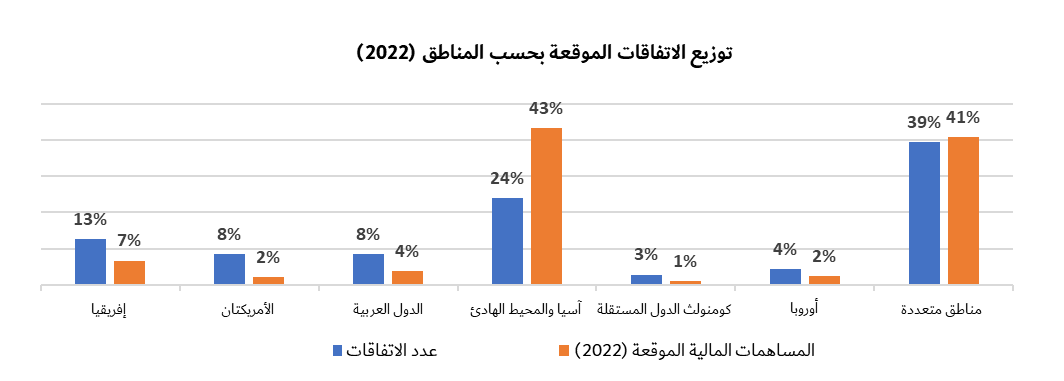 توزيع الاتفاقات الموقعة بحسب المناطق (2022)
13%
7%
8%
2%
8%
4%
24%
43%
3%
1%
4%
2%
39%
41%
إفريقيا
الأمريكتان
الدول العربية
آسيا والمحيط الهادئ
كومنولث الدول المستقلة
أوروبا
مناطق متعددة
عدد الاتفاقات
المساهمات المالية الموقعة (2022)